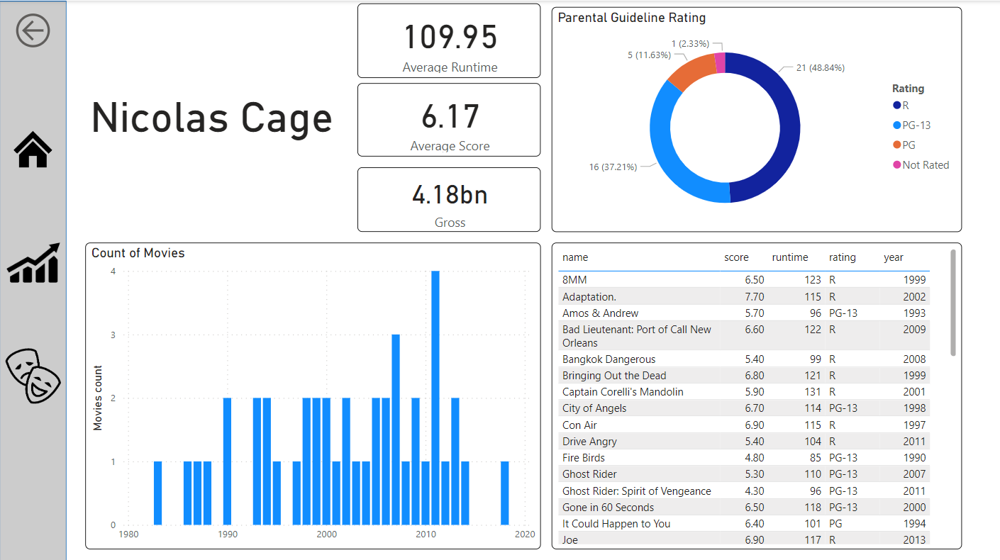 Nicolas Cage
109.95
Average Runtime
6.17
Average Score
4.18bn
Gross
Parental Guideline Rating
1 (2.33%)
5 (11.63%)
21 (48.84%)
16 (37.21%)
Rating
R
PG-13
PG
Not Rated
Count of Movies
Movies count
4
3
2
1
0
1980 1990 2000 2010 2020
name score runtime rating year
8MM 6.50 123 R 1999
Adaptation. 7.70 115 R 2002
Amos & Andrew 5.70 96 PG-13 1993
Bad Lieutenant: Port of Call New 6.60 122 R 2009
Orleans
Bangkok Dangerous 5.40 99 R 2008
Bringing Out the Dead 6.80 121 R 1999
Captain Corelli's Mandolin 5.90 131 R 2001
City of Angels 6.70 114 PG-13 1998
Con Air 6.90 115 R 1997
Drive Angry 5.40 104 R 2011
Fire Birds 4.80 85 PG-13 1990
Ghost Rider 5.30 110 PG-13 2007
Ghost Rider: Spirit of Vengeance 4.30 96 PG-13 2011
Gone in 60 Seconds 6.50 118 PG-13 2000
It Could Happen to You 6.40 101 PG 1994
Joe 6.90 117 R 2013